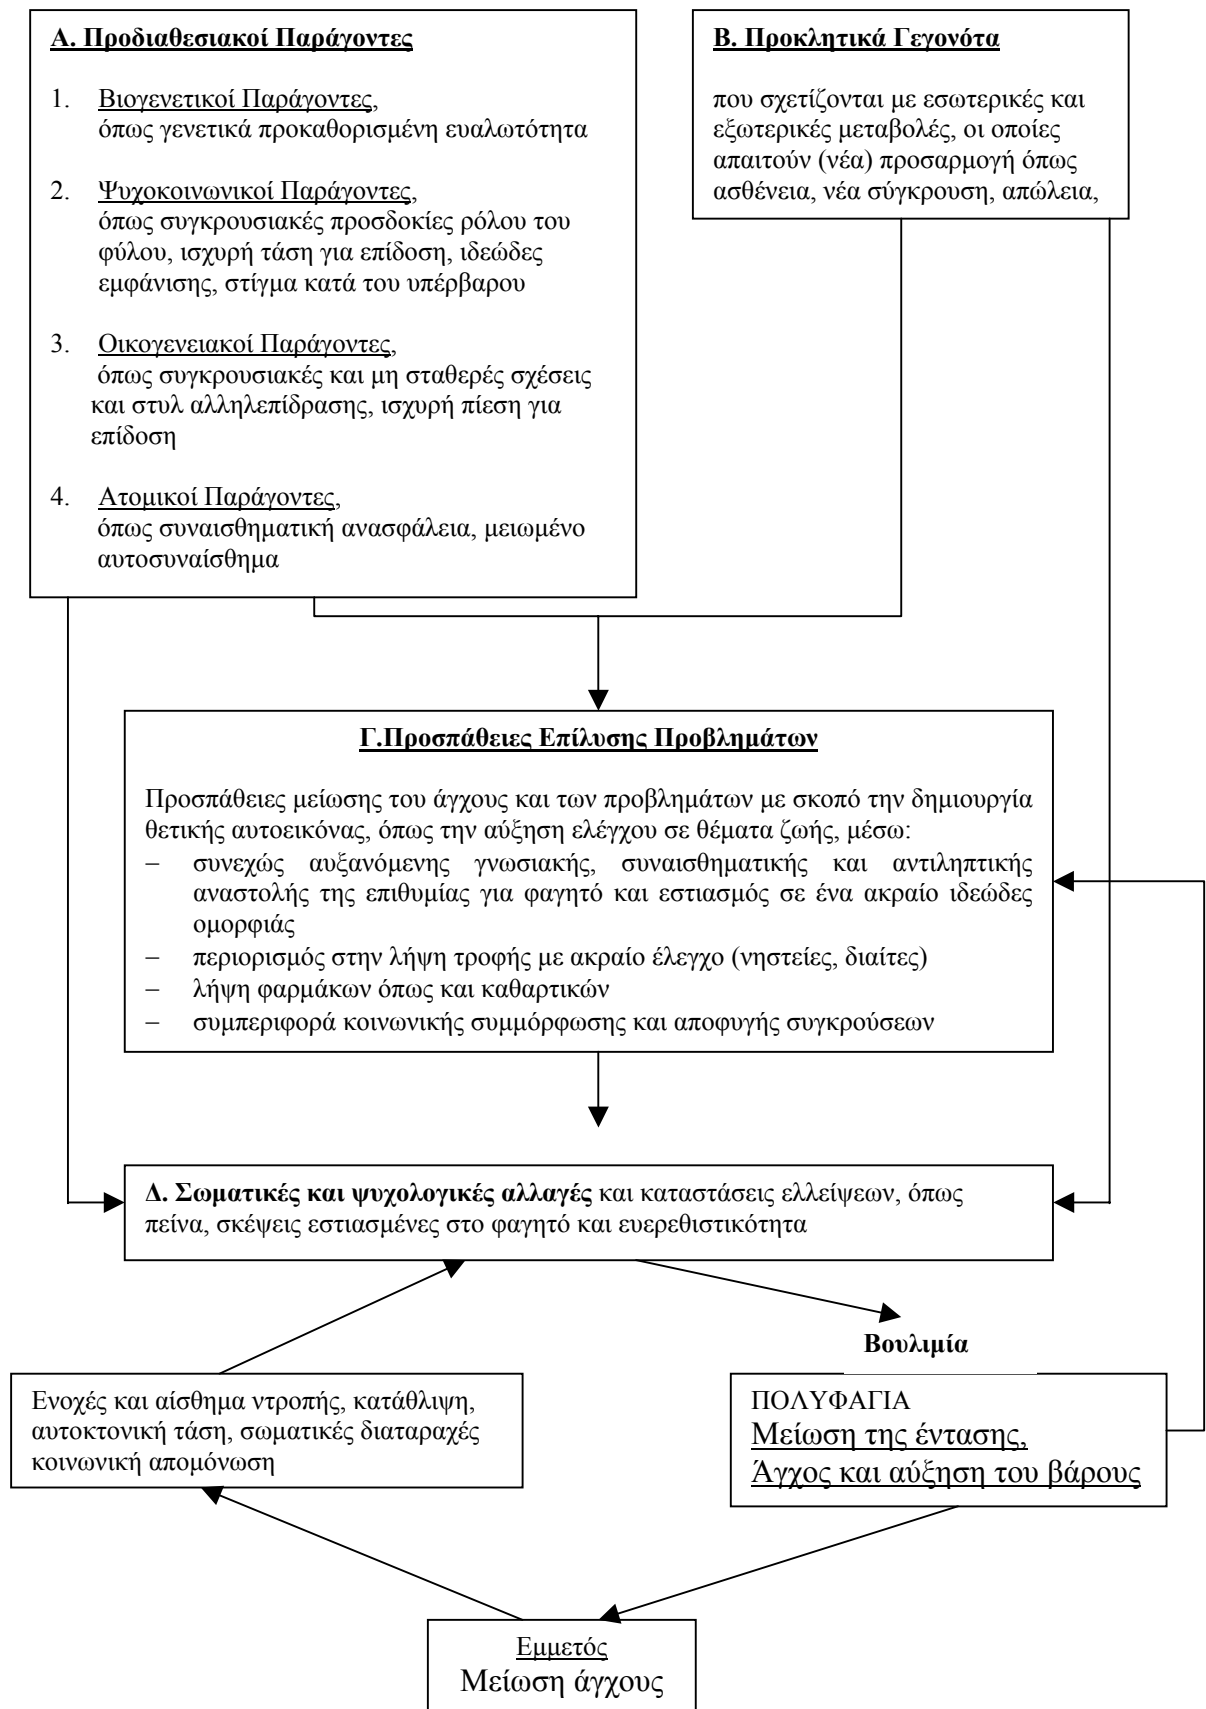 Α. Προδιαθεσιακοί Παράγοντες
1. Βιογενετικοί Παράγοντες,
όπως γενετικά προκαθορισμένη ευαλωτότητα
2. Ψυχοκοινωνικοί Παράγοντες,
όπως συγκρουσιακές προσδοκίες ρόλου του
φύλου, ισχυρή τάση για επίδοση, ιδεώδες
εμφάνισης, στίγμα κατά του υπέρβαρου
3. Οικογενειακοί Παράγοντες,
όπως συγκρουσιακές και μη σταθερές σχέσεις
και στυλ αλληλεπίδρασης, ισχυρή πίεση για
επίδοση
4. Ατομικοί Παράγοντες,
όπως συναισθηματική ανασφάλεια, μειωμένο
αυτοσυναίσθημα
Β. Προκλητικά Γεγονότα
που σχετίζονται με εσωτερικές και
εξωτερικές μεταβολές, οι οποίες
απαιτούν (νέα) προσαρμογή όπως
ασθένεια, νέα σύγκρουση, απώλεια,
Γ.Προσπάθειες Επίλυσης Προβλημάτων
Προσπάθειες μείωσης του άγχους και των προβλημάτων με σκοπό την δημιουργία
θετικής αυτοεικόνας, όπως την αύξηση ελέγχου σε θέματα ζωής, μέσω:
− συνεχώς αυξανόμενης γνωσιακής, συναισθηματικής και αντιληπτικής
αναστολής της επιθυμίας για φαγητό και εστιασμός σε ένα ακραίο ιδεώδες
ομορφιάς
− περιορισμός στην λήψη τροφής με ακραίο έλεγχο (νηστείες, διαίτες)
− λήψη φαρμάκων όπως και καθαρτικών
− συμπεριφορά κοινωνικής συμμόρφωσης και αποφυγής συγκρούσεων
Δ. Σωματικές και ψυχολογικές αλλαγές και καταστάσεις ελλείψεων, όπως
πείνα, σκέψεις εστιασμένες στο φαγητό και ευερεθιστικότητα
Βουλιμία
Ενοχές και αίσθημα ντροπής, κατάθλιψη,
αυτοκτονική τάση, σωματικές διαταραχές
κοινωνική απομόνωση
ΠΟΛΥΦΑΓΙΑ
Μείωση της έντασης,
Άγχος και αύξηση του βάρους
Εμμετός
Μείωση άγχους